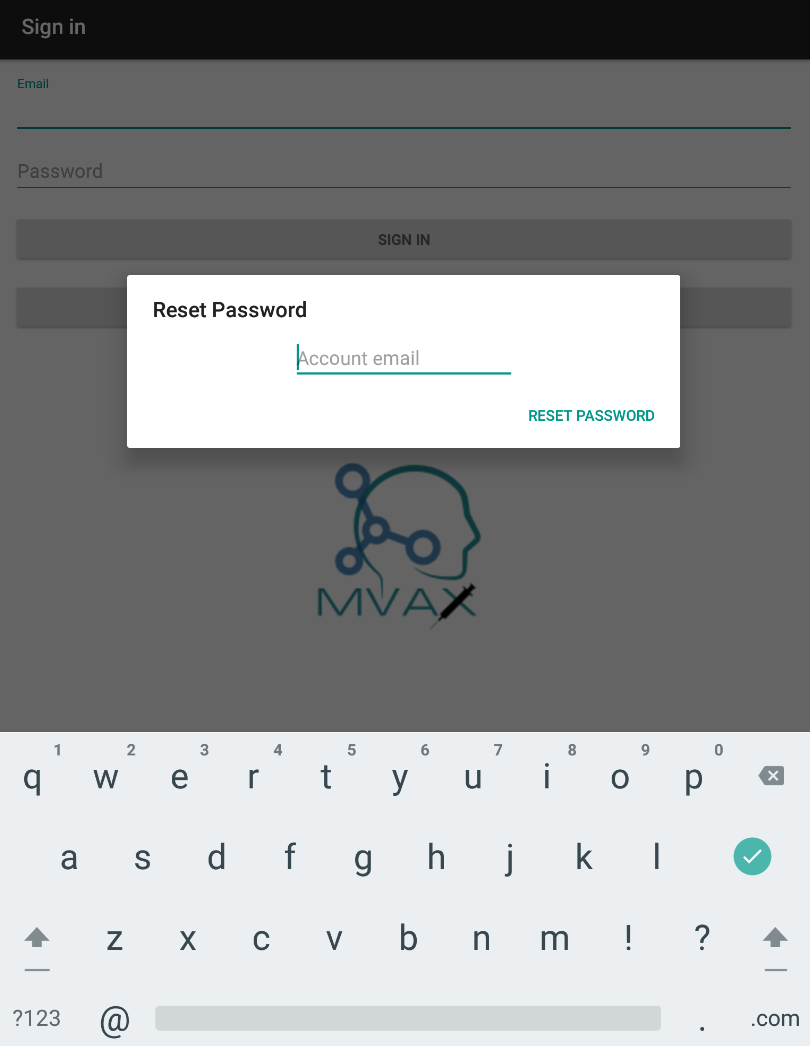 Sign in
Email
Password
SIGN IN
Reset Password
Account email
RESET PASSWORD
MVAX
1 2 3 4 5 6 7 8 9 0
q w e r t y u i o p
a s d f g h j k l
z x c v b n m ! ?
?123 @ . .com